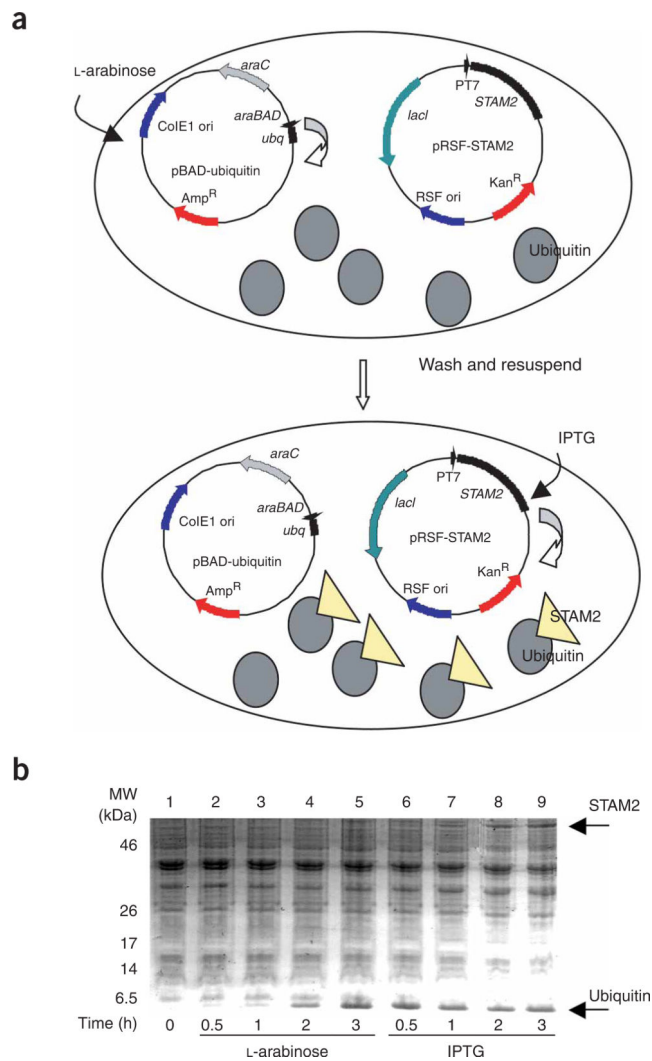 a
L-arabinose
araC
araBAD
ubq
ColE1 ori
pBAD-ubiquitin
AmpR
PT7
STAM2
lacI
pRSF-STAM2
KanR
RSF ori
Ubiquitin
Wash and resuspend
IPTG
araC
araBAD
ubq
ColE1 ori
pBAD-ubiquitin
AmpR
PT7
STAM2
lacI
pRSF-STAM2
KanR
RSF ori
STAM2
Ubiquitin
b
MW
(kDa)
1 2 3 4 5 6 7 8 9
STAM2
46
26
17
14
6.5
Ubiquitin
Time (h) 0 0.5 1 2 3 0.5 1 2 3
L-arabinose IPTG